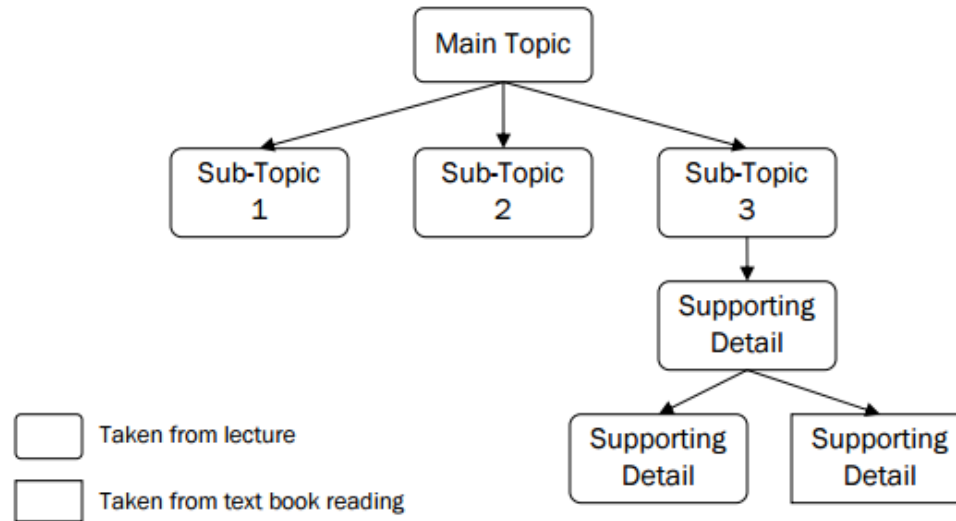 Main Topic
Sub-Topic
1
Sub-Topic
2
Sub-Topic
3
Supporting
Detail
Supporting
Detail
Supporting
Detail
Taken from lecture
Taken from text book reading